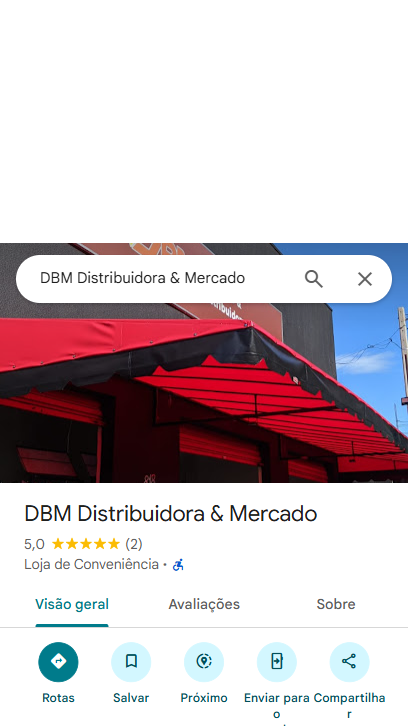 DBM Distribuidora & Mercado
DBM Distribuidora & Mercado
5,0
(2)
Loja de Conveniência ·
Visão geral
Avaliações
Sobre
Rotas
Salvar
Próximo
Enviar para
o
Compartilha
r